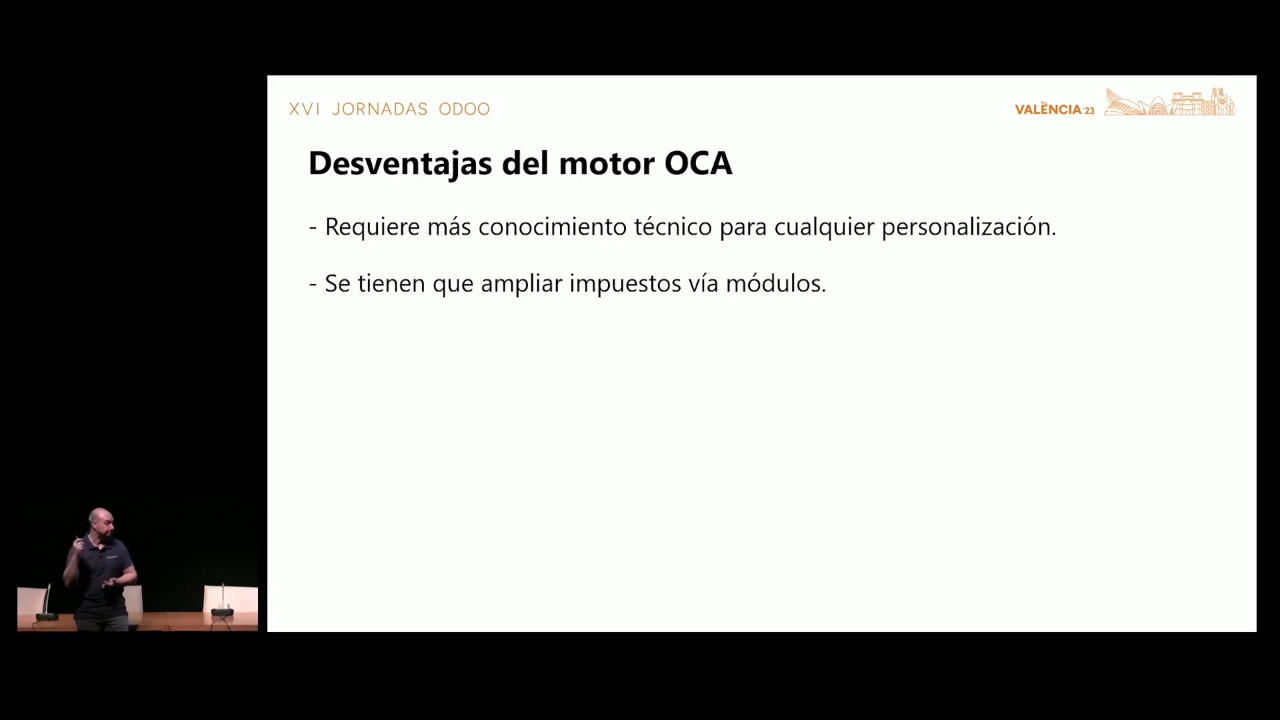 XVI JORNADAS ODOO
VALÈNCIA '23
Desventajas del motor OCA
- Requiere más conocimiento técnico para cualquier personalización.
- Se tienen que ampliar impuestos vía módulos.